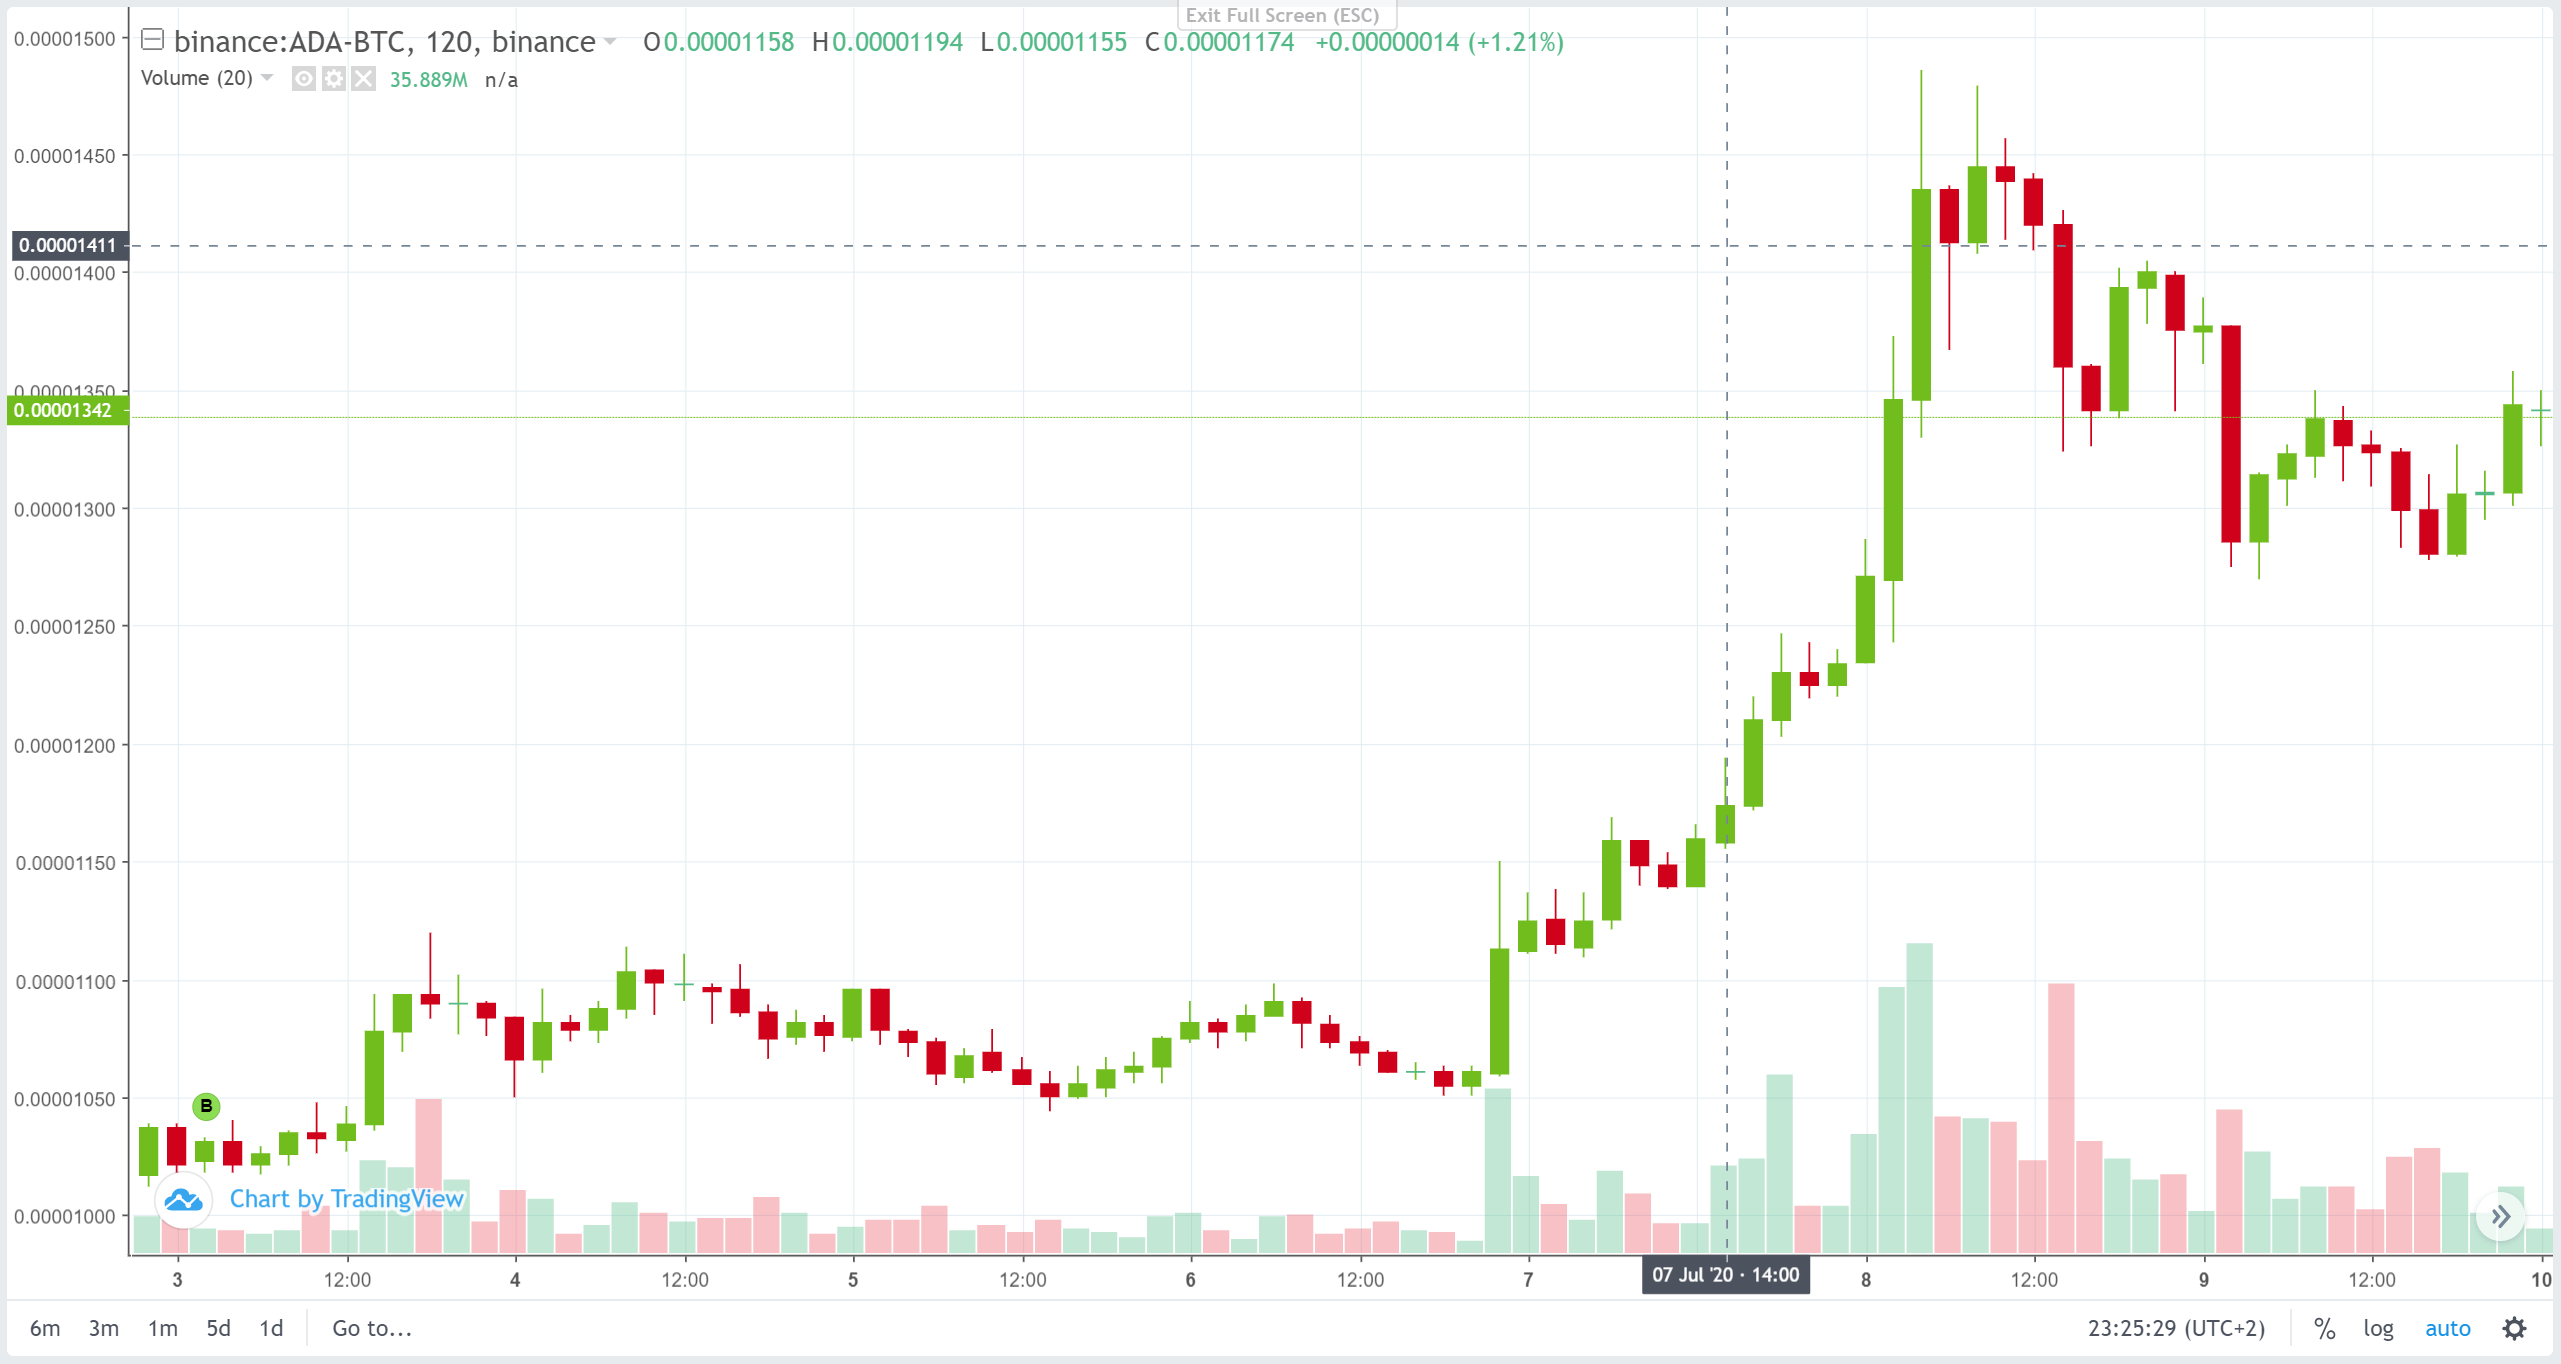 Exit Full Screen (ESC)
binance:ADA-BTC, 120, binance O0.00001158 H0.00001194 L0.00001155 C0.00001174 +0.00000014 (+1.21%)
Volume (20) 35.889M n/a
0.00001500
0.00001450
0.00001411
0.00001400
0.00001350
0.00001342
0.00001300
0.00001250
0.00001200
0.00001150
0.00001100
0.00001050
B
Chart by TradingView
0.00001000
3 12:00 4 12:00 5 12:00 6 12:00 7 07 Jul '20 · 14:00 8 12:00 9 12:00 10
6m 3m 1m 5d 1d Go to... 23:25:29 (UTC+2) % log auto